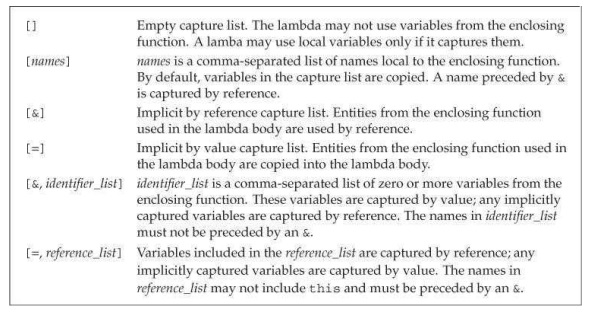 [] Empty capture list. The lambda may not use variables from the enclosing
function. A lamba may use local variables only if it captures them.
[names] names is a comma-separated list of names local to the enclosing function.
By default, variables in the capture list are copied. A name preceded by &
is captured by reference.
[&] Implicit by reference capture list. Entities from the enclosing function
used in the lambda body are used by reference.
[=] Implicit by value capture list. Entities from the enclosing function used in
the lambda body are copied into the lambda body.
[&, identifier_list] identifier_list is a comma-separated list of zero or more variables from the
enclosing function. These variables are captured by value; any implicitly
captured variables are captured by reference. The names in identifier_list
must not be preceded by an &.
[=, reference_list] Variables included in the reference_list are captured by reference; any
implicitly captured variables are captured by value. The names in
reference_list may not include this and must be preceded by an &.